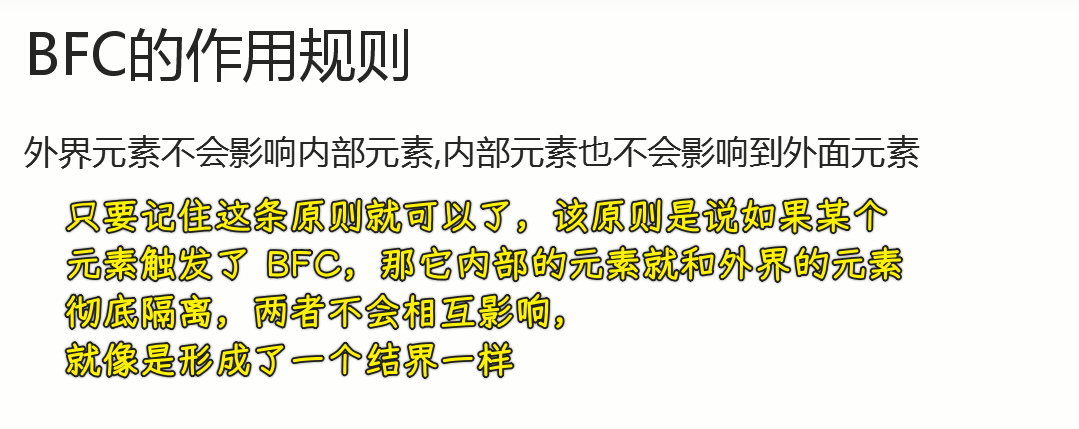 BFC的作用规则
外界元素不会影响内部元素,内部元素也不会影响到外面元素
只要记住这条原则就可以了，该原则是说如果某个
元素触发了 BFC，那它内部的元素就和外界的元素
彻底隔离，两者不会相互影响，
就像是形成了一个结界一样